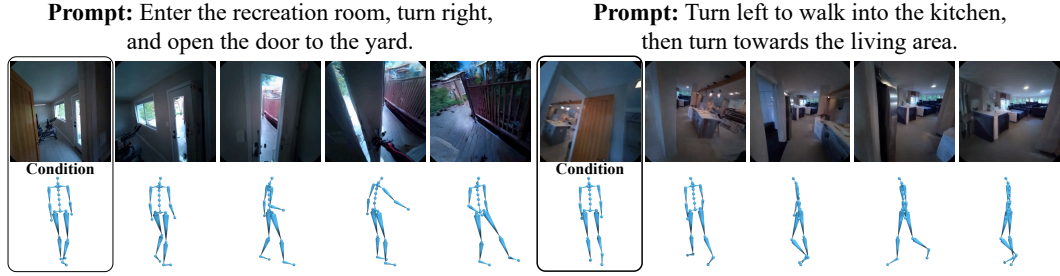 Prompt: Enter the recreation room, turn right,
and open the door to the yard.
Condition
Prompt: Turn left to walk into the kitchen,
then turn towards the living area.
Condition